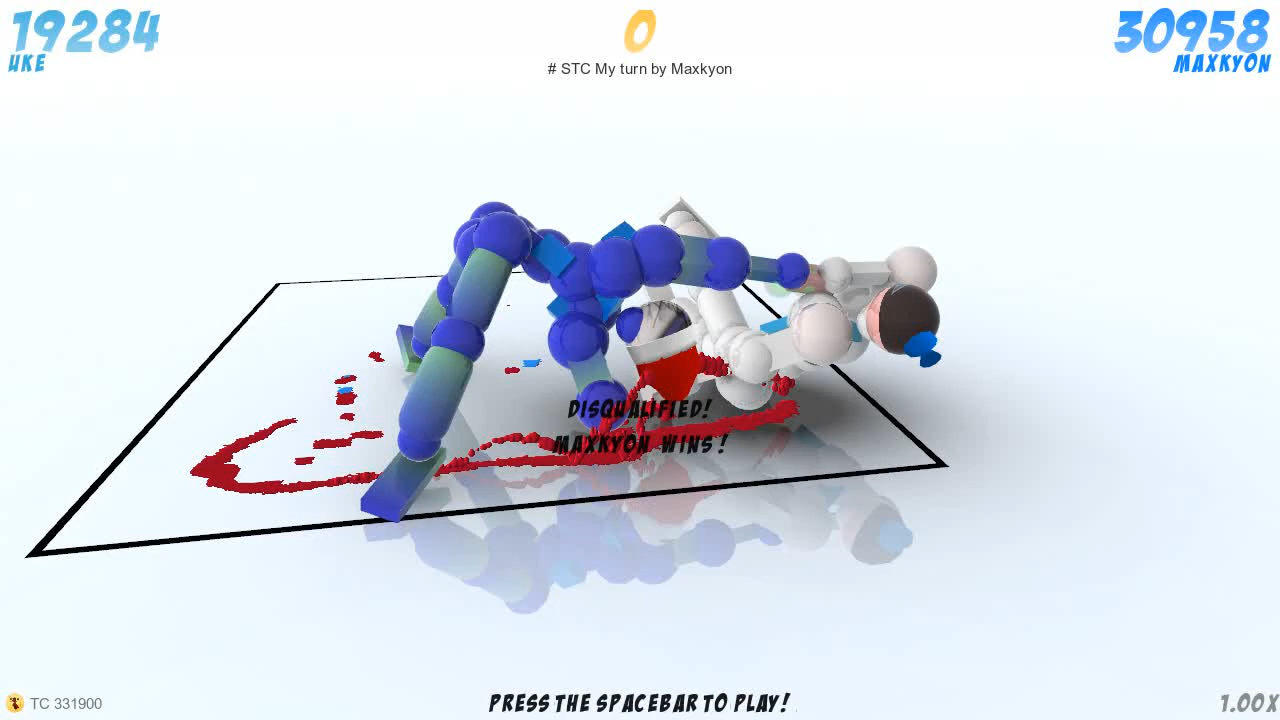 19284
UKE
0
# STC My turn by Maxkyon
30958
MAXKYON
DISQUALIFIED!
MAXKYON WINS!
TC 331900
PRESS THE SPACEBAR TO PLAY!
1.00X